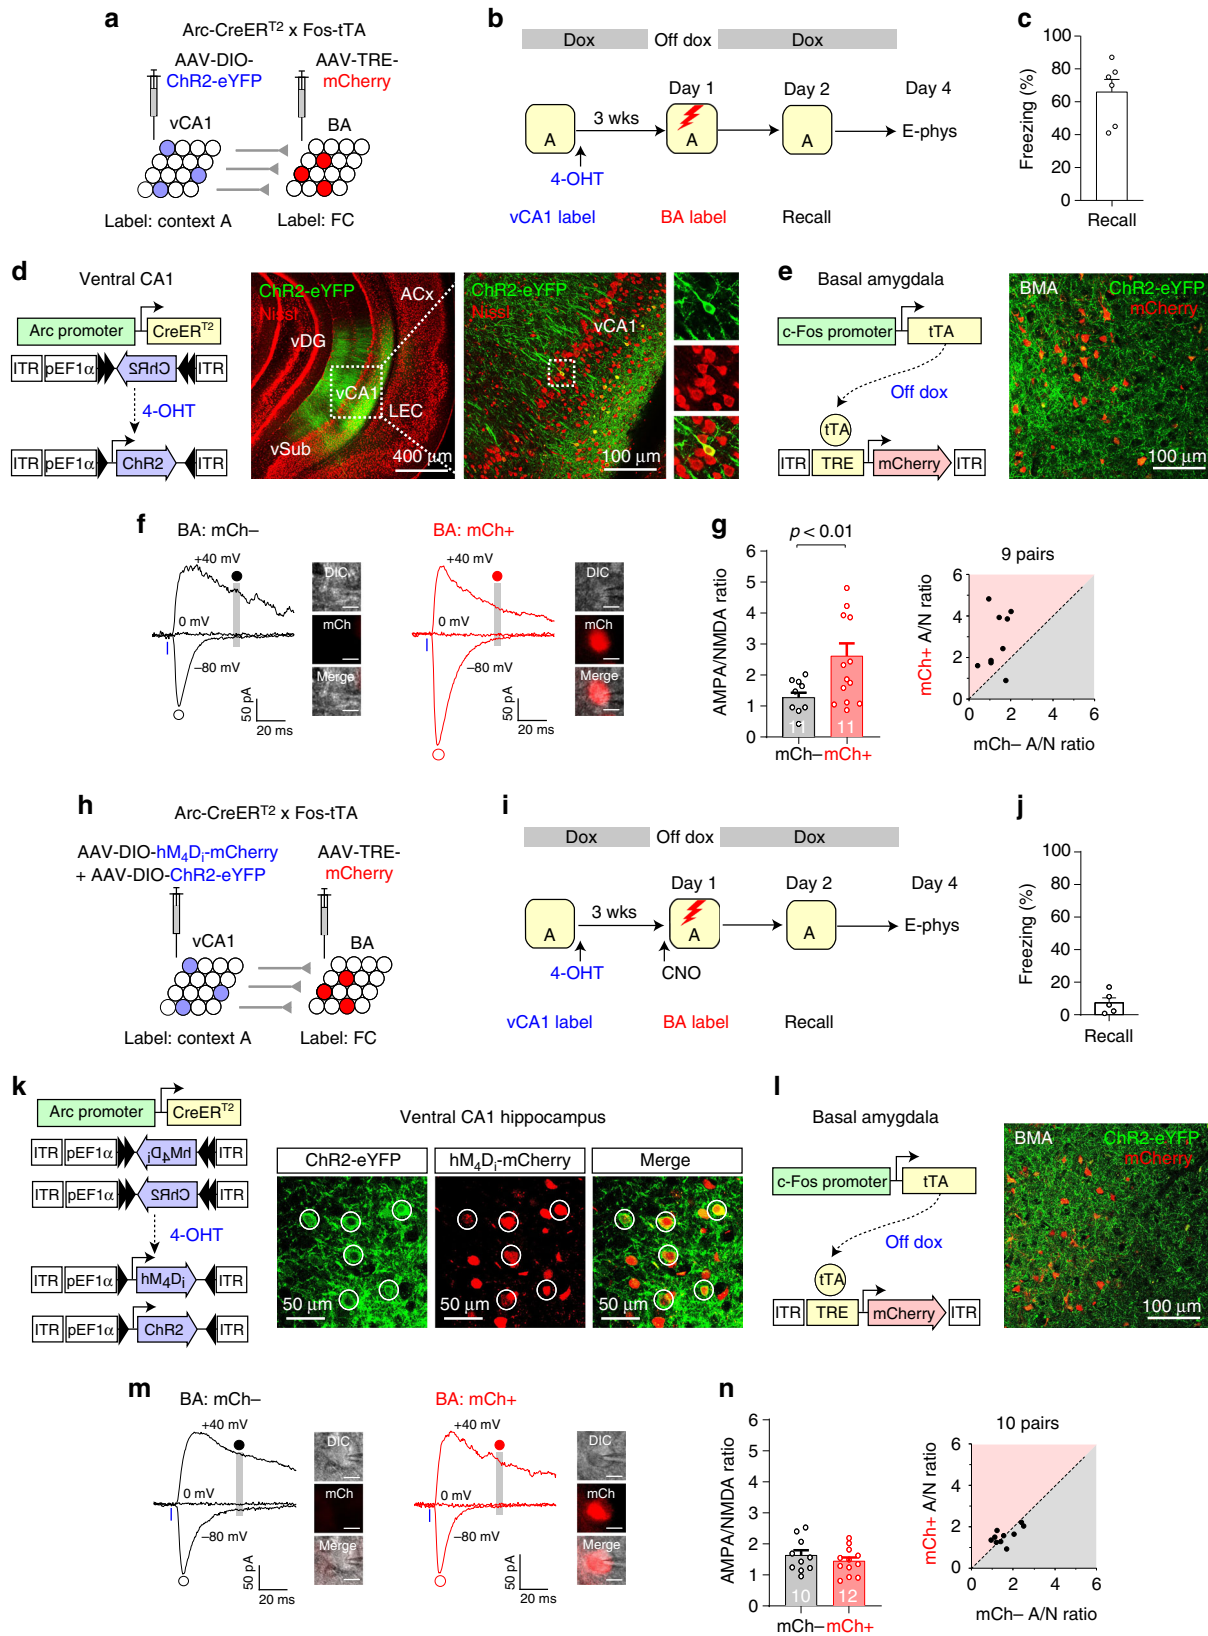 a
Arc-CreERT2 x Fos-tTA
AAV-DIO-
ChR2-eYFP
AAV-TRE-
mCherry
vCA1
BA
Label: context A
Label: FC
b
Dox
Off dox
Dox
Day 1
Day 2
Day 4
A
3 wks
A
A
E-phys
4-OHT
vCA1 label
BA label
Recall
c
Freezing (%)
100
80
60
40
20
0
Recall
d
Ventral CA1
Arc promoter
CreERT2
ITR
pEF1α
ChR2
ITR
4-OHT
ITR
pEF1α
ChR2
ITR
ChR2-eYFP
Nissl
ACx
vDG
vCA1
LEC
vSub
400 μm
ChR2-eYFP
Nissl
vCA1
100 μm
e
Basal amygdala
c-Fos promoter
tTA
Off dox
tTA
ITR
TRE
mCherry
ITR
BMA
ChR2-eYFP
mCherry
100 μm
f
BA: mCh–
+40 mV
0 mV
–80 mV
50 pA
20 ms
DIC
mCh
Merge
BA: mCh+
+40 mV
0 mV
–80 mV
50 pA
20 ms
DIC
mCh
Merge
g
p < 0.01
AMPA/NMDA ratio
6
5
4
3
2
1
0
11
11
mCh–
mCh+
9 pairs
mCh+ A/N ratio
6
4
2
0
0
2
4
6
mCh– A/N ratio
h
Arc-CreERT2 x Fos-tTA
AAV-DIO-hM4Di-mCherry
+ AAV-DIO-ChR2-eYFP
AAV-TRE-
mCherry
vCA1
BA
Label: context A
Label: FC
i
Dox
Off dox
Dox
Day 1
Day 2
Day 4
A
3 wks
A
A
E-phys
4-OHT
CNO
vCA1 label
BA label
Recall
j
Freezing (%)
100
80
60
40
20
0
Recall
k
Arc promoter
CreERT2
ITR
pEF1α
hM4Di
ITR
ITR
pEF1α
ChR2
ITR
4-OHT
ITR
pEF1α
hM4Di
ITR
ITR
pEF1α
ChR2
ITR
Ventral CA1 hippocampus
ChR2-eYFP
hM4Di-mCherry
Merge
50 μm
50 μm
50 μm
l
Basal amygdala
c-Fos promoter
tTA
Off dox
tTA
ITR
TRE
mCherry
ITR
BMA
ChR2-eYFP
mCherry
100 μm
m
BA: mCh–
+40 mV
0 mV
–80 mV
50 pA
20 ms
DIC
mCh
Merge
BA: mCh+
+40 mV
0 mV
–80 mV
50 pA
20 ms
DIC
mCh
Merge
n
AMPA/NMDA ratio
6
5
4
3
2
1
0
10
12
mCh–
mCh+
10 pairs
mCh+ A/N ratio
6
4
2
0
0
2
4
6
mCh– A/N ratio